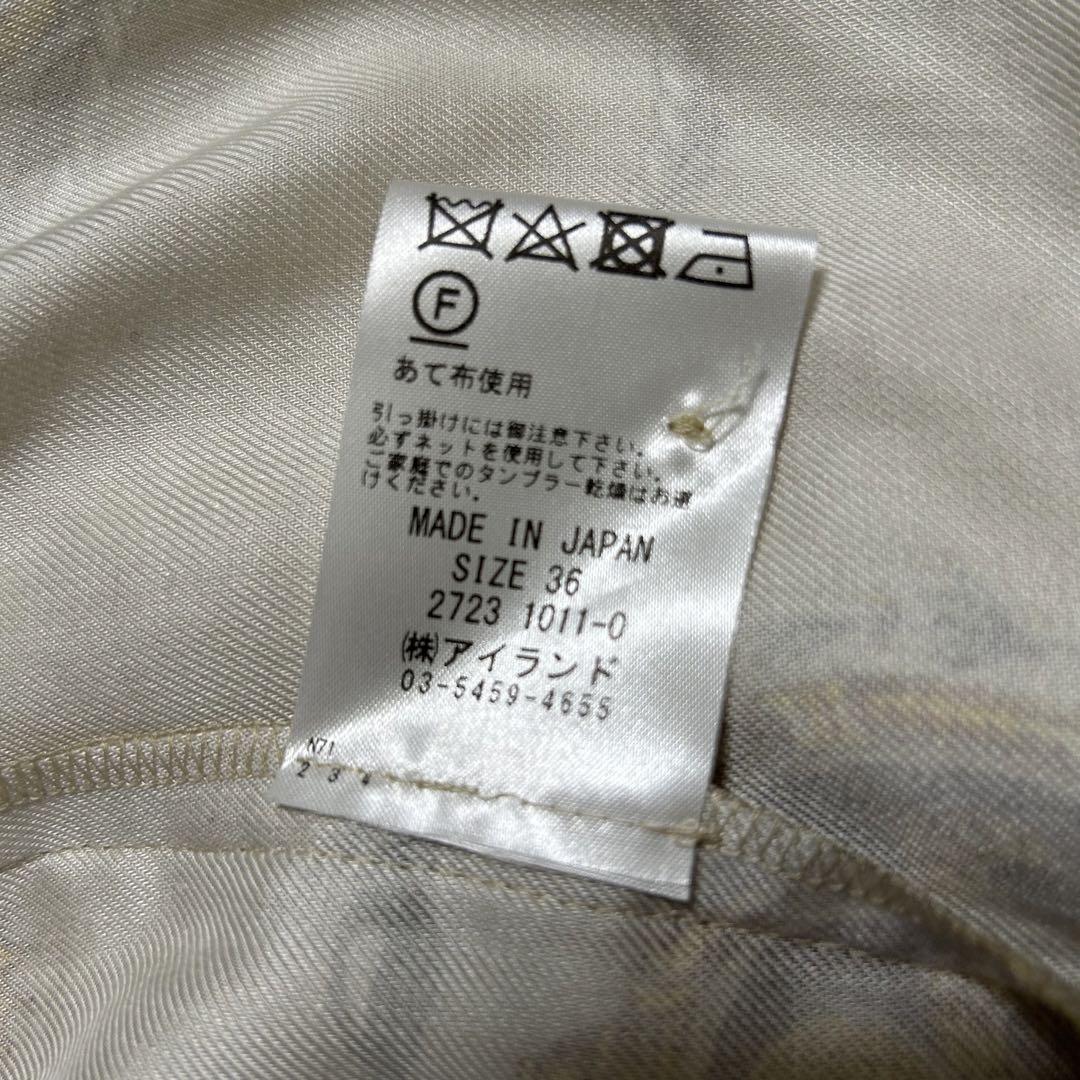 F
あて布使用
引っ掛けには御注意下さい。
必ずネットを使用して下さい。
ご家庭でのタンブラー乾燥はお避
けください。
MADE IN JAPAN
SIZE 36
2723 1011-0
㈱アイランド
03-5459-4655
N71
2 3 4